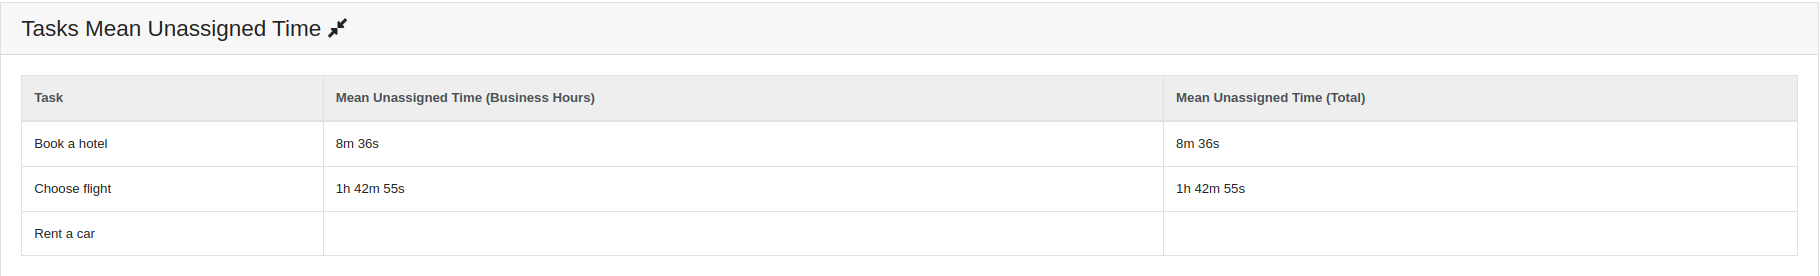 Tasks Mean Unassigned Time
Task Mean Unassigned Time (Business Hours) Mean Unassigned Time (Total)
Book a hotel 8m 36s 8m 36s
Choose flight 1h 42m 55s 1h 42m 55s
Rent a car